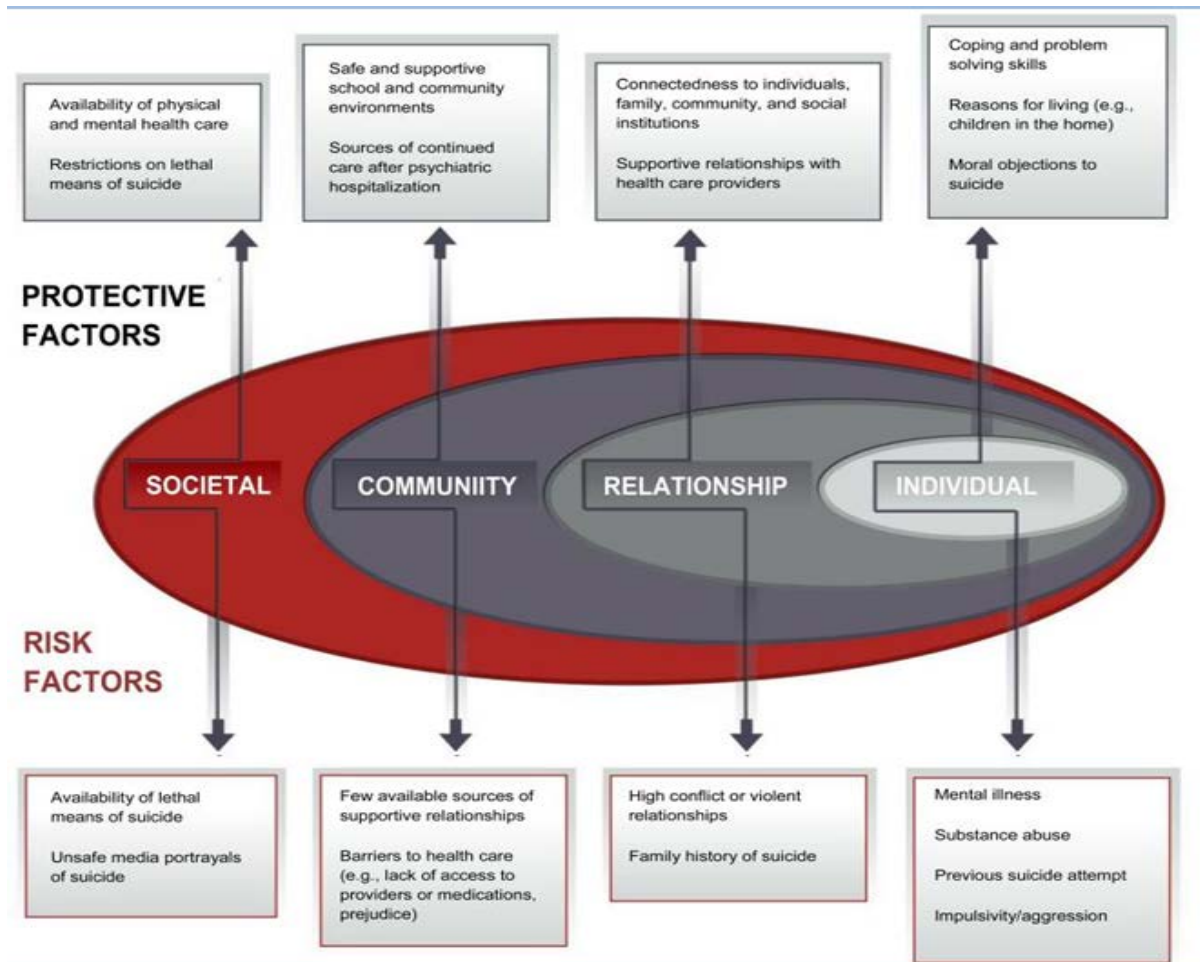 Availability of physical
and mental health care
Restrictions on lethal
means of suicide
Safe and supportive
school and community
environments
Sources of continued
care after psychiatric
hospitalization
Connectedness to individuals,
family, community, and social
institutions
Supportive relationships with
health care providers
Coping and problem
solving skills
Reasons for living (e.g.,
children in the home)
Moral objections to
suicide
PROTECTIVE
FACTORS
SOCIETAL
COMMUNIITY
RELATIONSHIP
INDIVIDUAL
RISK
FACTORS
Availability of lethal
means of suicide
Unsafe media portrayals
of suicide
Few available sources of
supportive relationships
Barriers to health care
(e.g., lack of access to
providers or medications,
prejudice)
High conflict or violent
relationships
Family history of suicide
Mental illness
Substance abuse
Previous suicide attempt
Impulsivity/aggression